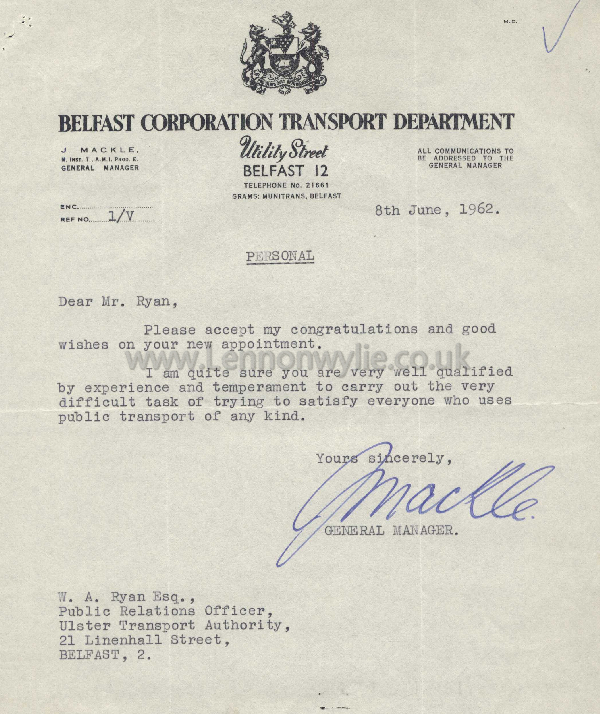 H.D.
BELFAST CORPORATION TRANSPORT DEPARTMENT
J MACKLE,
M. INST. T., A.M.I. PROD. E.
GENERAL MANAGER
Utility Street
BELFAST 12
TELEPHONE No. 21661
GRAMS: MUNITRANS, BELFAST
ALL COMMUNICATIONS TO
BE ADDRESSED TO THE
GENERAL MANAGER
ENC.
REF NO. 1/V
8th June, 1962.
PERSONAL
Dear Mr. Ryan,
Please accept my congratulations and good
wishes on your new appointment.
www.Lennonwylie.co.uk
I am quite sure you are very well qualified
by experience and temperament to carry out the very
difficult task of trying to satisfy everyone who uses
public transport of any kind.
Yours sincerely,
J Mackle.
GENERAL MANAGER.
W. A. Ryan Esq.,
Public Relations Officer,
Ulster Transport Authority,
21 Linenhall Street,
BELFAST, 2.